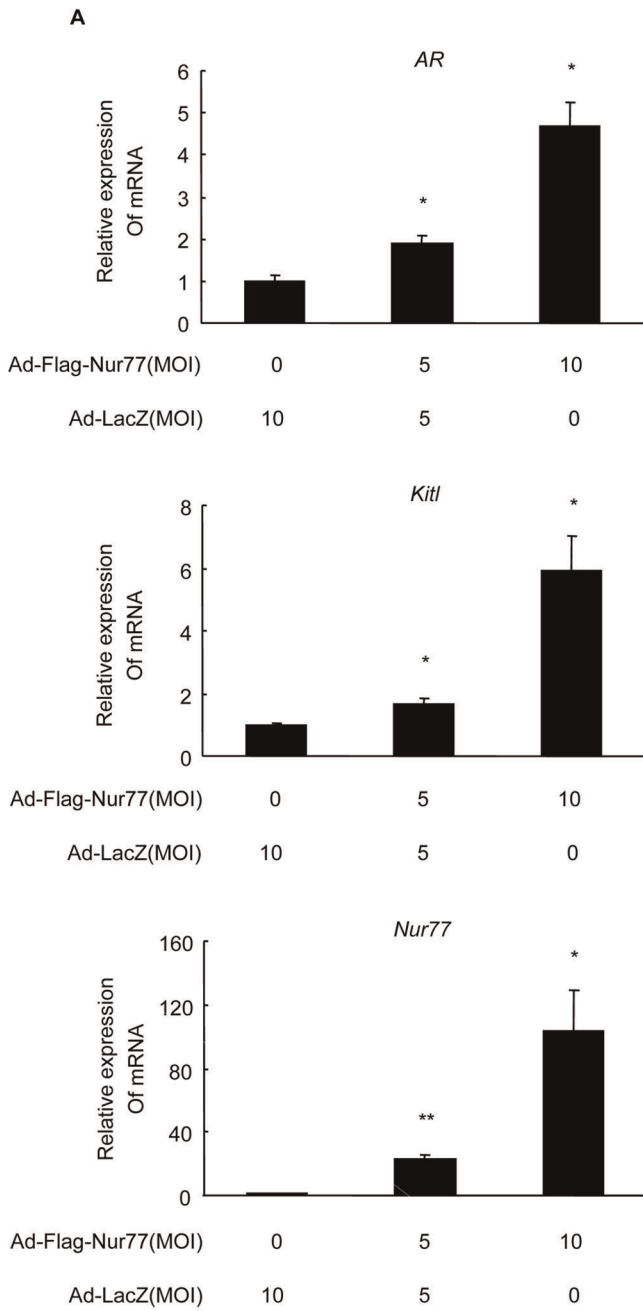 A
AR
Relative expression
Of mRNA
6
5
4
3
2
1
0
*
*
Ad-Flag-Nur77(MOI) 0 5 10
Ad-LacZ(MOI) 10 5 0
Kitl
Relative expression
Of mRNA
8
6
4
2
0
*
*
Ad-Flag-Nur77(MOI) 0 5 10
Ad-LacZ(MOI) 10 5 0
Nur77
Relative expression
Of mRNA
160
120
80
40
0
**
*
Ad-Flag-Nur77(MOI) 0 5 10
Ad-LacZ(MOI) 10 5 0